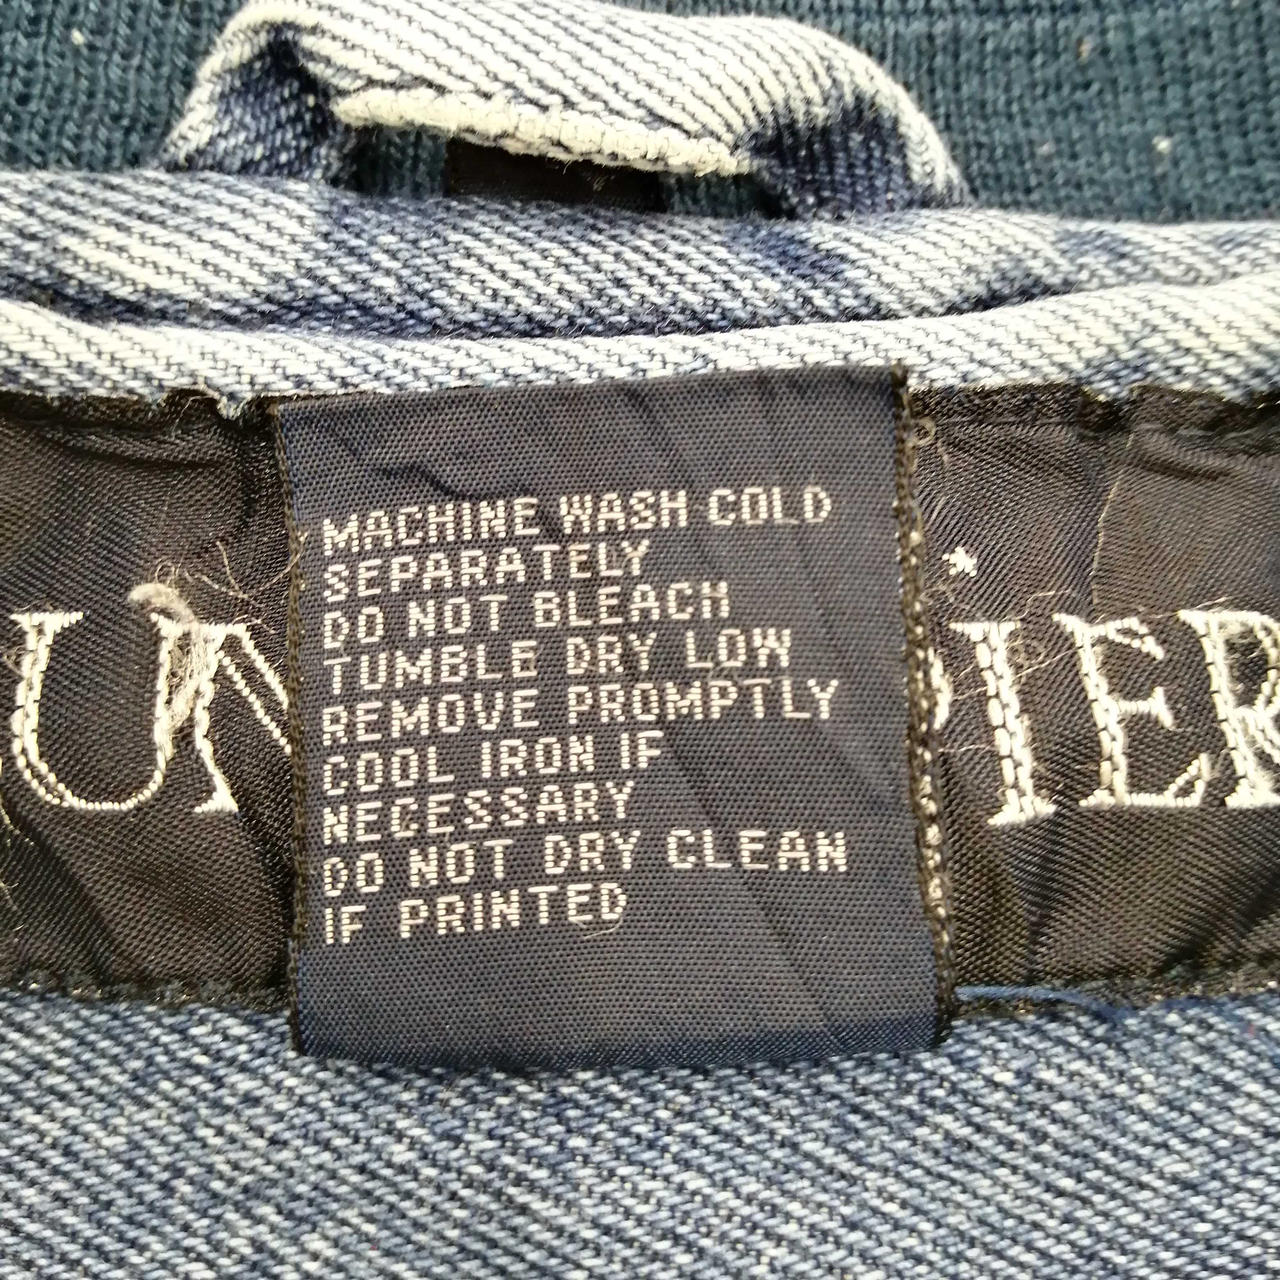 MACHINE WASH COLD
SEPARATELY
DO NOT BLEACH
TUMBLE DRY LOW
REMOVE PROMPTLY
COOL IRON IF
NECESSARY
DO NOT DRY CLEAN
IF PRINTED